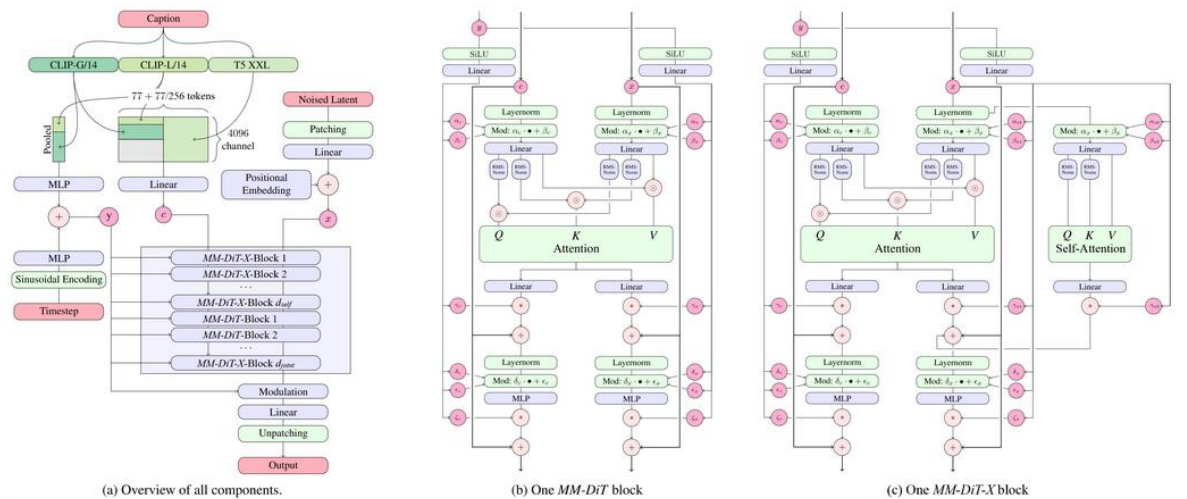 Caption
CLIP-G/14
CLIP-L/14
T5 XXL
77 + 77/256 tokens
Pooled
4096
channel
MLP
Linear
Noised Latent
Patching
Linear
Positional
Embedding
+
x
+
y
c
MLP
Sinusoidal Encoding
Timestep
MM-DiT-X-Block 1
MM-DiT-X-Block 2
. . .
MM-DiT-X-Block d_self
MM-DiT-Block 1
MM-DiT-Block 2
. . .
MM-DiT-X-Block d_joint
Modulation
Linear
Unpatching
Output
(a) Overview of all components.
y
SiLU
SiLU
Linear
Linear
c
x
Layernorm
Layernorm
Mod: α_c · • + β_c
Mod: α_x · • + β_x
α_c
β_c
α_x
β_x
Linear
Linear
RMS-Norm
RMS-Norm
RMS-Norm
RMS-Norm
Q
K
V
Attention
Linear
Linear
*
*
+
+
Layernorm
Layernorm
Mod: δ_c · • + ϵ_c
Mod: δ_x · • + ϵ_x
MLP
MLP
*
*
+
+
(b) One MM-DiT block
y
SiLU
SiLU
Linear
Linear
c
x
Layernorm
Layernorm
Mod: α_c · • + β_c
Mod: α_x · • + β_x
Mod: α_x · • + β_x
Linear
Linear
Linear
RMS-Norm
RMS-Norm
RMS-Norm
RMS-Norm
RMS-Norm
RMS-Norm
Q
K
V
Attention
Q
K
V
Self-Attention
Linear
Linear
Linear
*
*
*
+
+
Layernorm
Layernorm
Mod: δ_c · • + ϵ_c
Mod: δ_x · • + ϵ_x
MLP
MLP
*
*
+
+
(c) One MM-DiT-X block